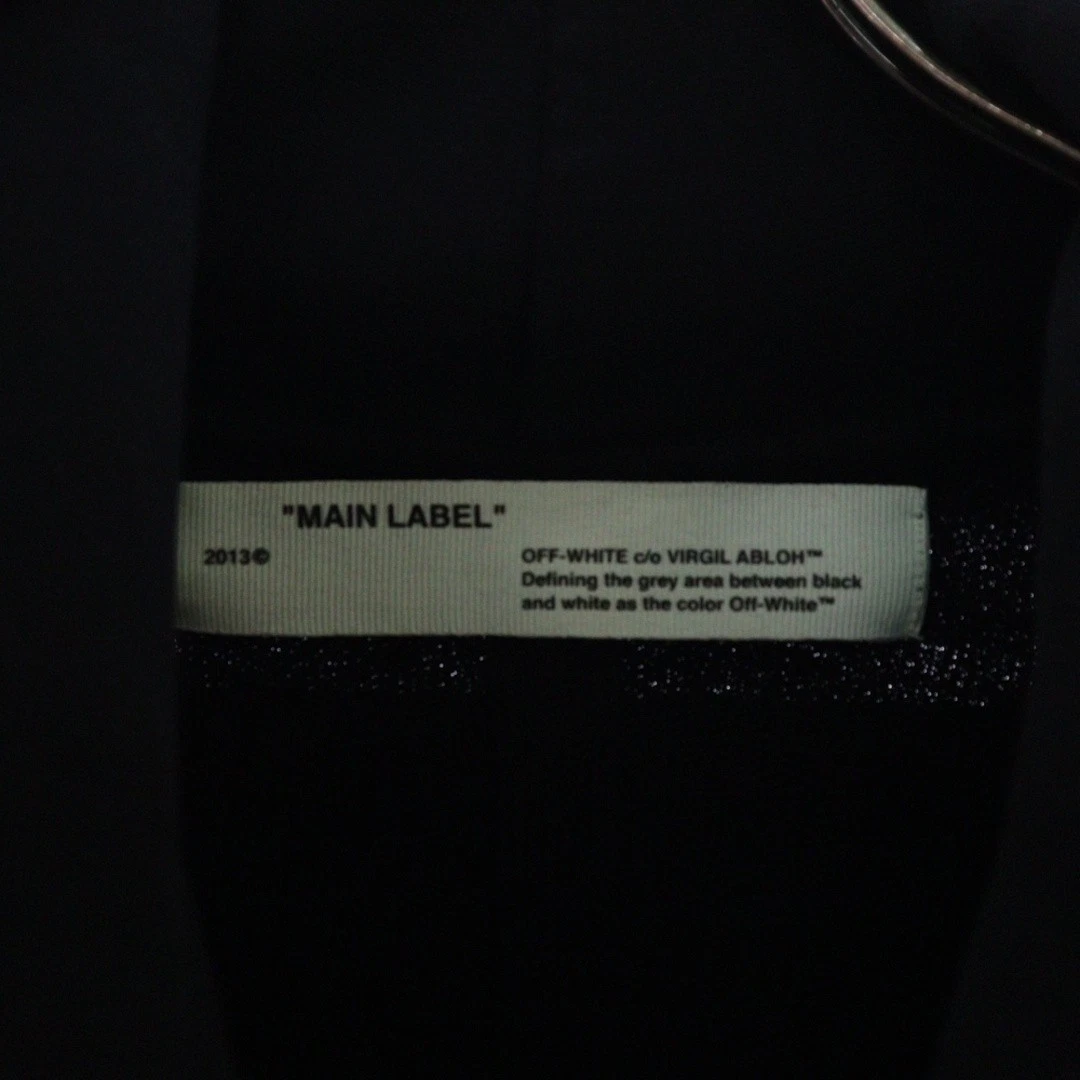 "MAIN LABEL"
2013©
OFF-WHITE c/o VIRGIL ABLOH™
Defining the grey area between black
and white as the color Off-White™